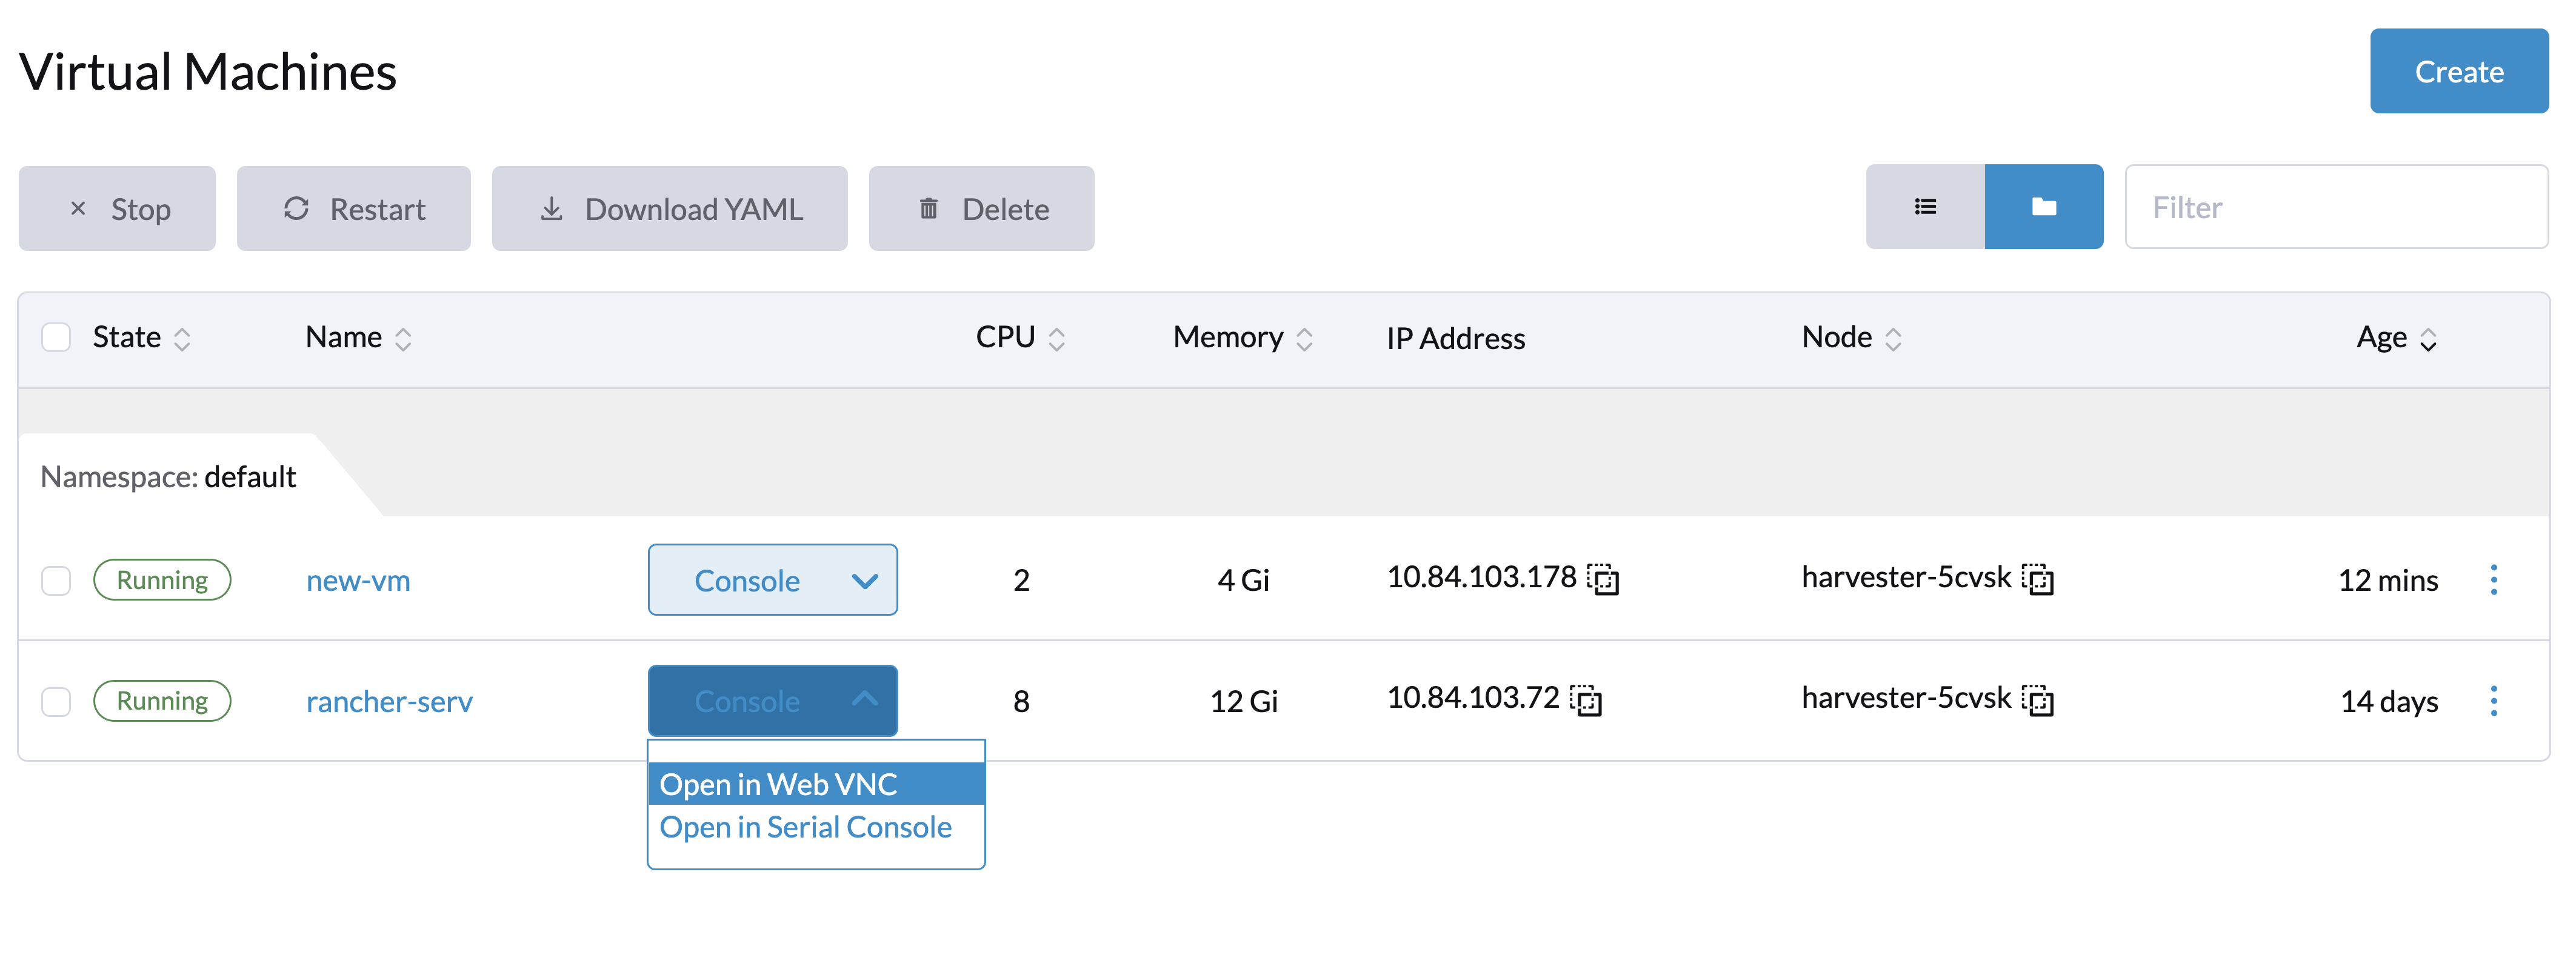 Virtual Machines
Create
Stop Restart Download YAML Delete
Filter
State Name CPU Memory IP Address Node Age
Namespace: default
Running new-vm Console 2 4 Gi 10.84.103.178 harvester-5cvsk 12 mins
Running rancher-serv Console 8 12 Gi 10.84.103.72 harvester-5cvsk 14 days
Open in Web VNC
Open in Serial Console